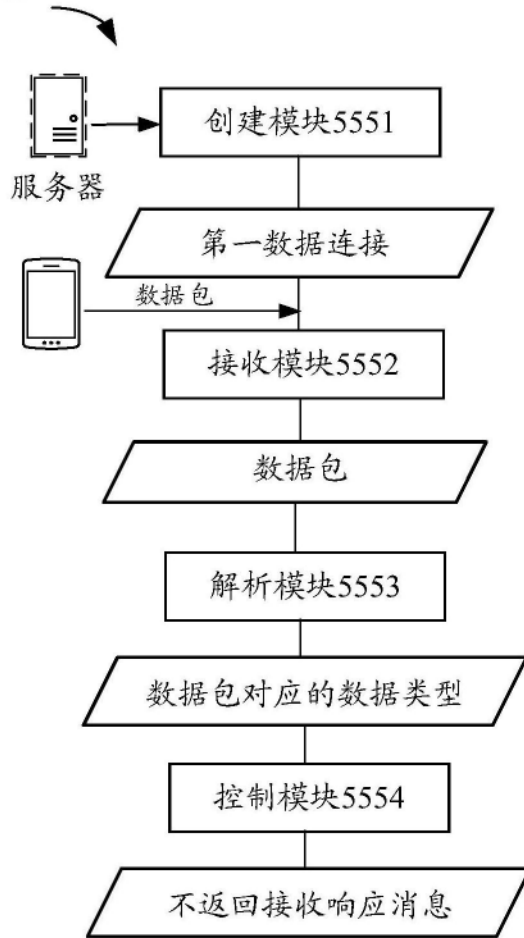 创建模块5551
服务器
第一数据连接
数据包
接收模块5552
数据包
解析模块5553
数据包对应的数据类型
控制模块5554
不返回接收响应消息